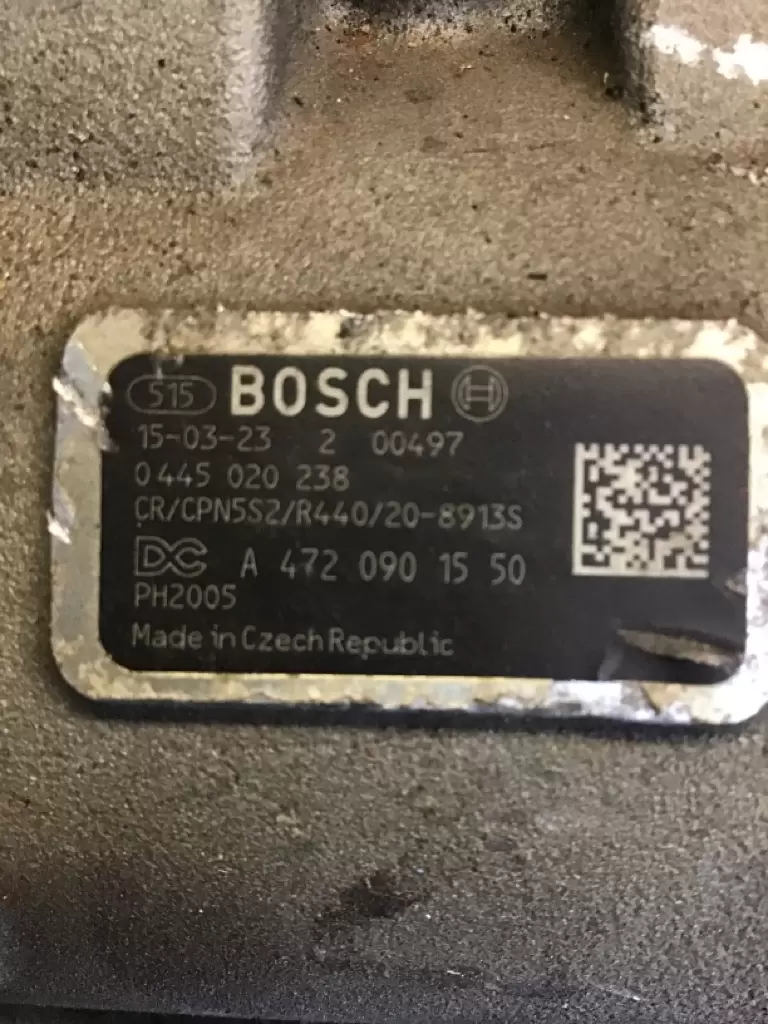 515 BOSCH
15-03-23 2 00497
0 445 020 238
CR/CPN5S2/R440/20-8913S
DC A 472 090 15 50
PH2005
Made in Czech Republic